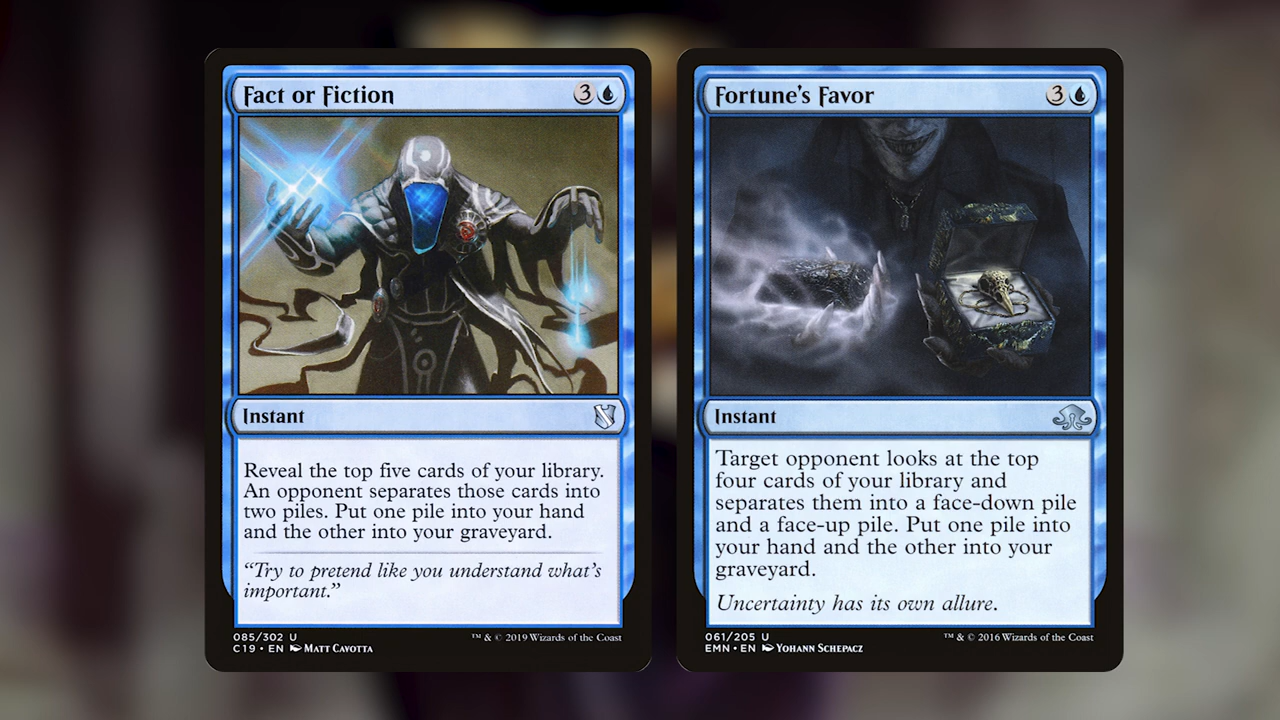 Fact or Fiction 3
Instant
Reveal the top five cards of your library.
An opponent separates those cards into
two piles. Put one pile into your hand
and the other into your graveyard.
“Try to pretend like you understand what’s
important.”
085/302 U
C19 • EN Matt Cavotta
™ & © 2019 Wizards of the Coast
Fortune’s Favor 3
Instant
Target opponent looks at the top
four cards of your library and
separates them into a face-down pile
and a face-up pile. Put one pile into
your hand and the other into your
graveyard.
Uncertainty has its own allure.
061/205 U
EMN • EN Yohann Schepacz
™ & © 2016 Wizards of the Coast